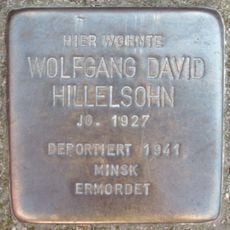 HIER WOHNTE
WOLFGANG DAVID
HILLELSOHN
JG. 1927
DEPORTIERT 1941
MINSK
ERMORDET